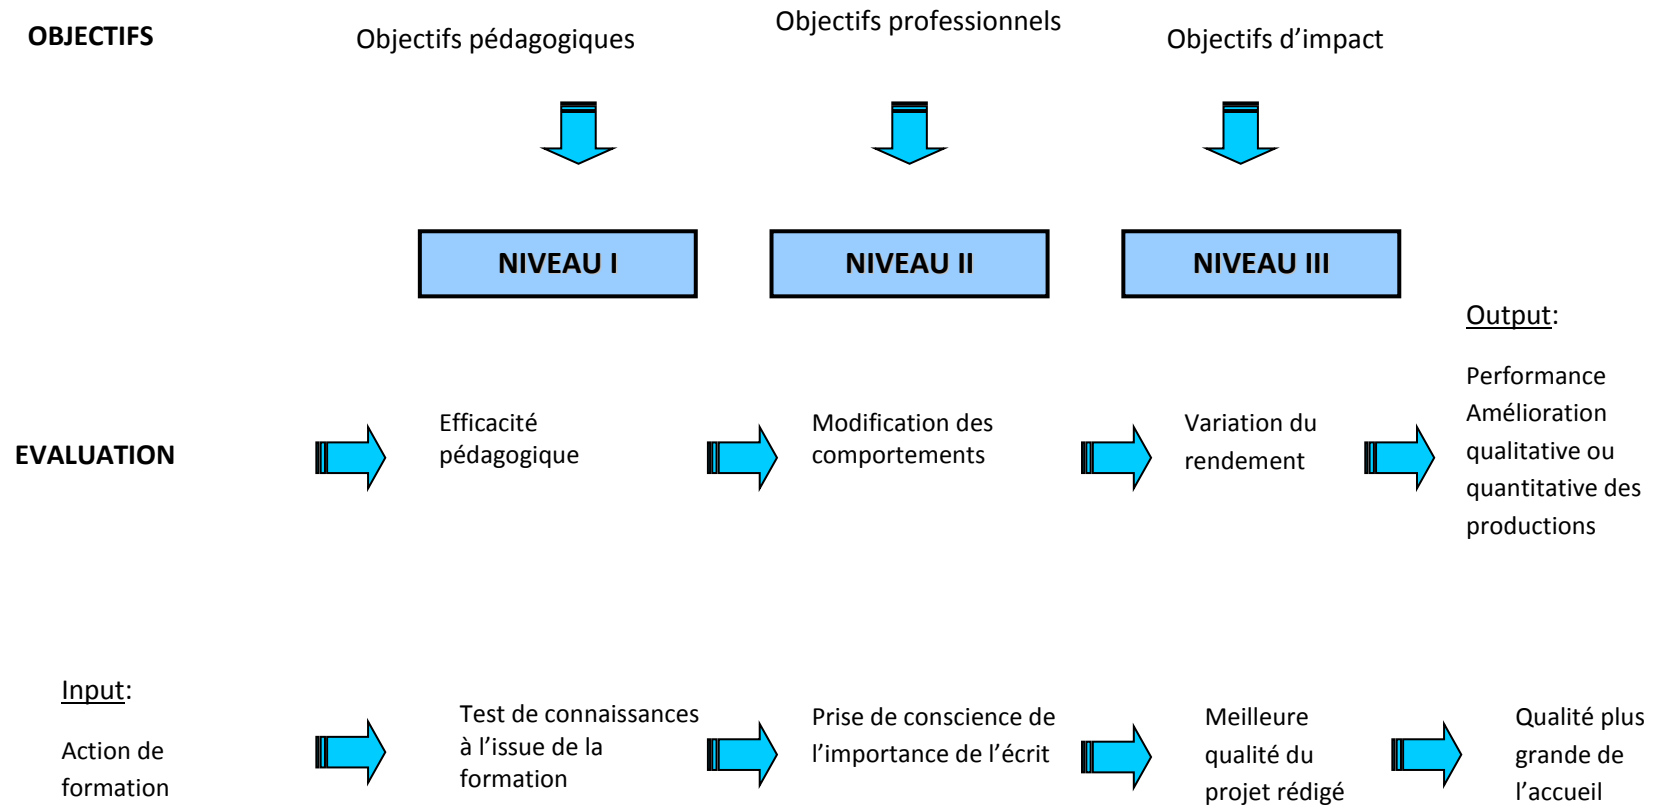 OBJECTIFS
Objectifs pédagogiques
Objectifs professionnels
Objectifs d’impact
NIVEAU I
NIVEAU II
NIVEAU III
EVALUATION
Efficacité
pédagogique
Modification des
comportements
Variation du
rendement
Output:
Performance
Amélioration
qualitative ou
quantitative des
productions
Input:
Action de
formation
Test de connaissances
à l’issue de la
formation
Prise de conscience de
l’importance de l’écrit
Meilleure
qualité du
projet rédigé
Qualité plus
grande de
l’accueil